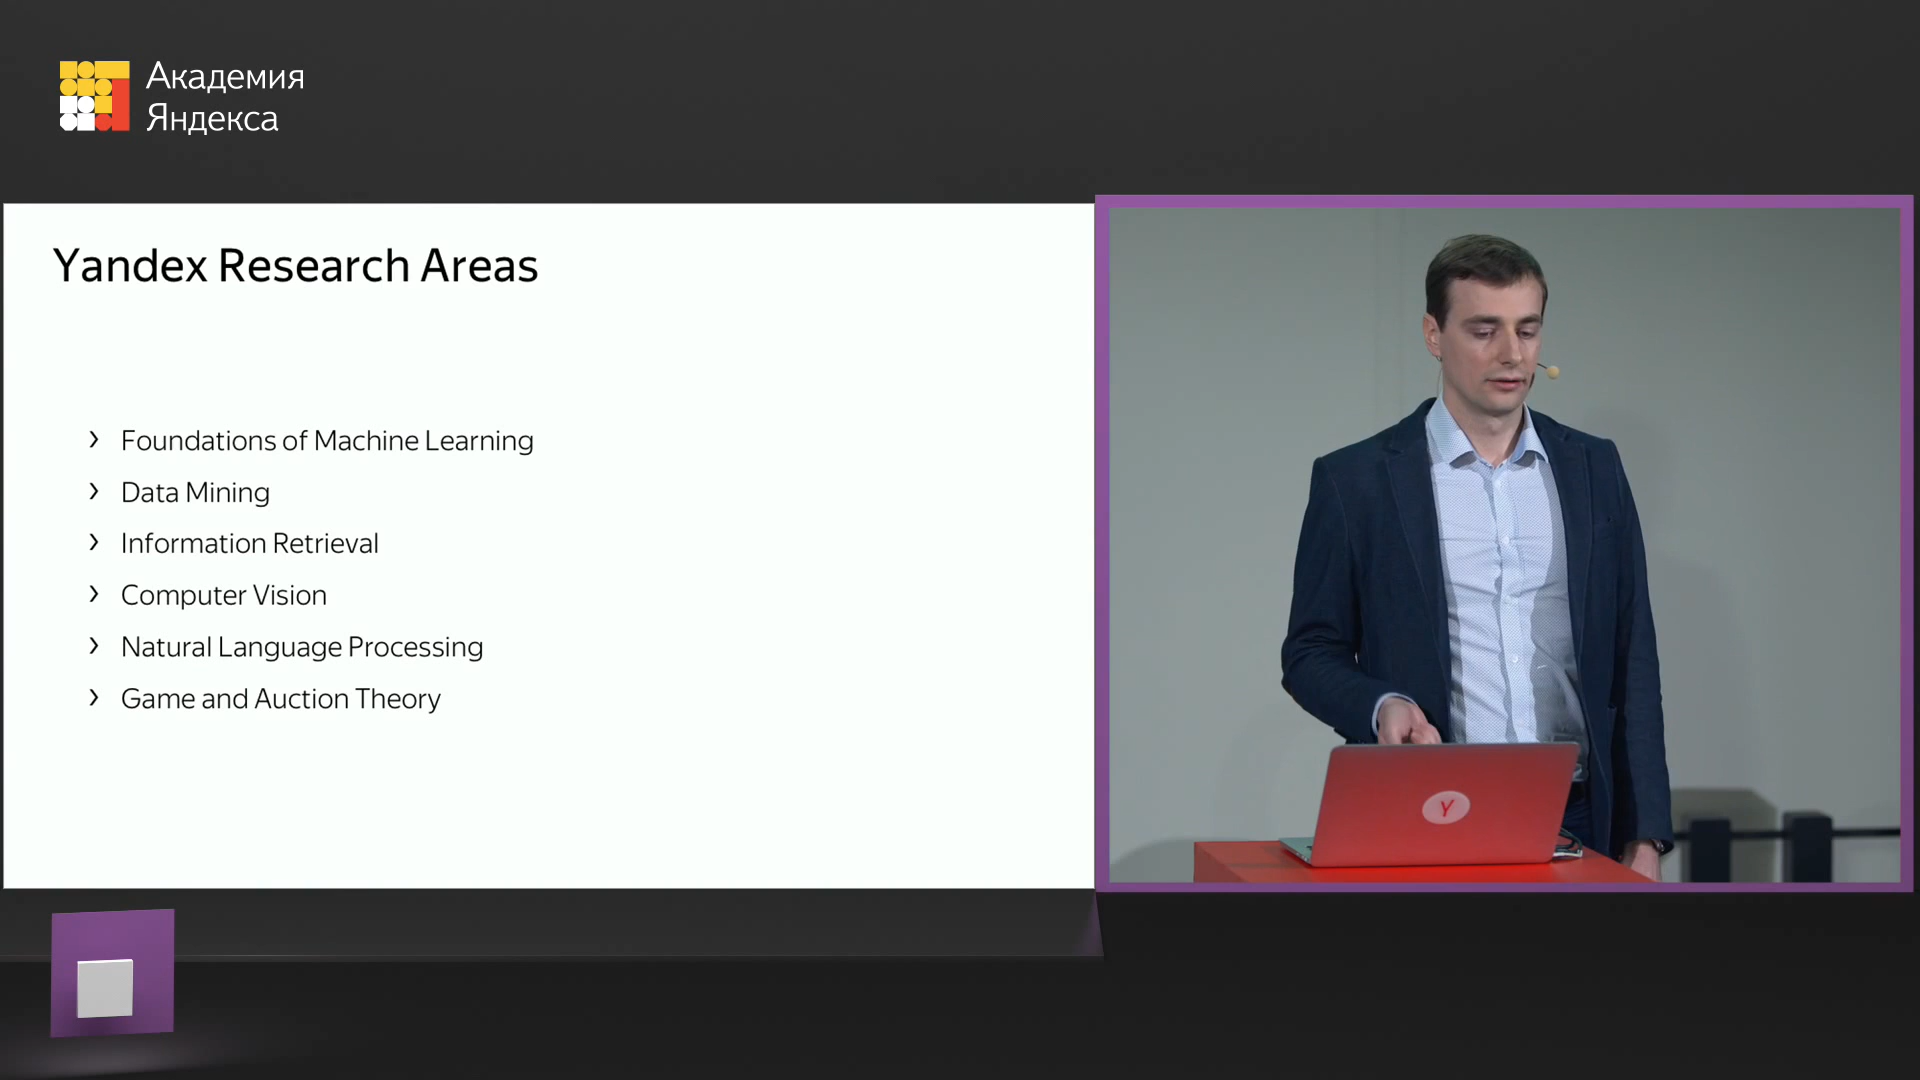 Академия
Яндекса
Yandex Research Areas
› Foundations of Machine Learning
› Data Mining
› Information Retrieval
› Computer Vision
› Natural Language Processing
› Game and Auction Theory
Y